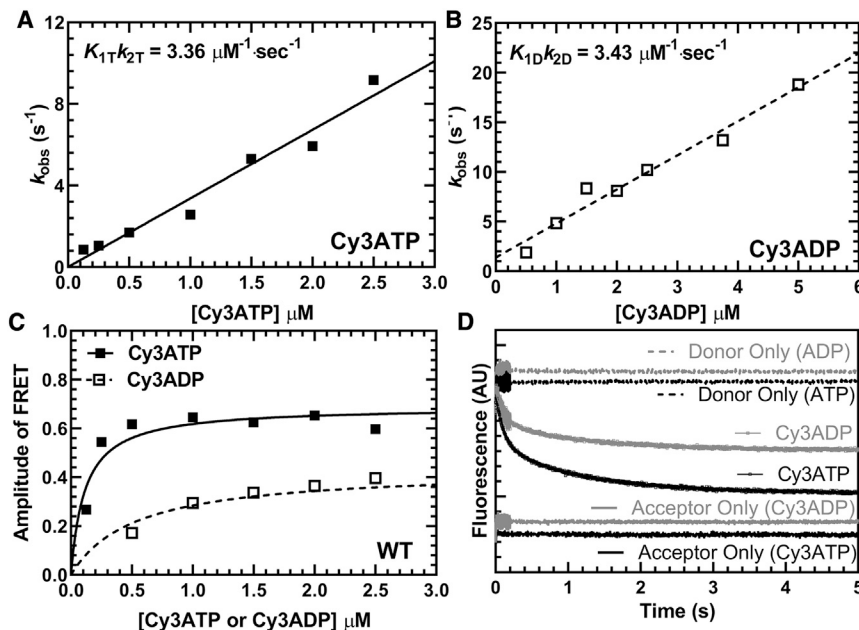 A
K1Tk2T = 3.36 μM-1·sec-1
12
8
4
0
kobs (s-1)
Cy3ATP
0.0 0.5 1.0 1.5 2.0 2.5 3.0
[Cy3ATP] μM
B
K1Dk2D = 3.43 μM-1·sec-1
25
20
15
10
5
0
kobs (s-1)
Cy3ADP
0 1 2 3 4 5 6
[Cy3ADP] μM
C
1.0
0.8
0.6
0.4
0.2
0.0
Amplitude of FRET
Cy3ATP
Cy3ADP
WT
0.0 0.5 1.0 1.5 2.0 2.5 3.0
[Cy3ATP or Cy3ADP] μM
D
Fluorescence (AU)
Donor Only (ADP)
Donor Only (ATP)
Cy3ADP
Cy3ATP
Acceptor Only (Cy3ADP)
Acceptor Only (Cy3ATP)
0 1 2 3 4 5
Time (s)